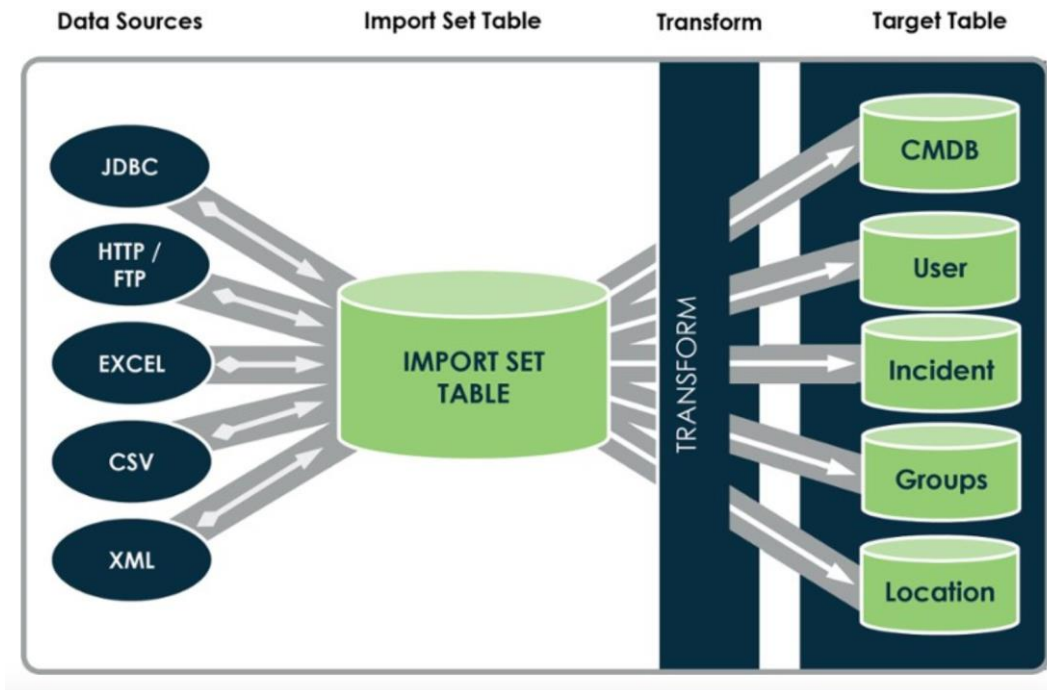 Data Sources
Import Set Table
Transform
Target Table
JDBC
HTTP /
FTP
EXCEL
CSV
XML
IMPORT SET
TABLE
TRANSFORM
CMDB
User
Incident
Groups
Location